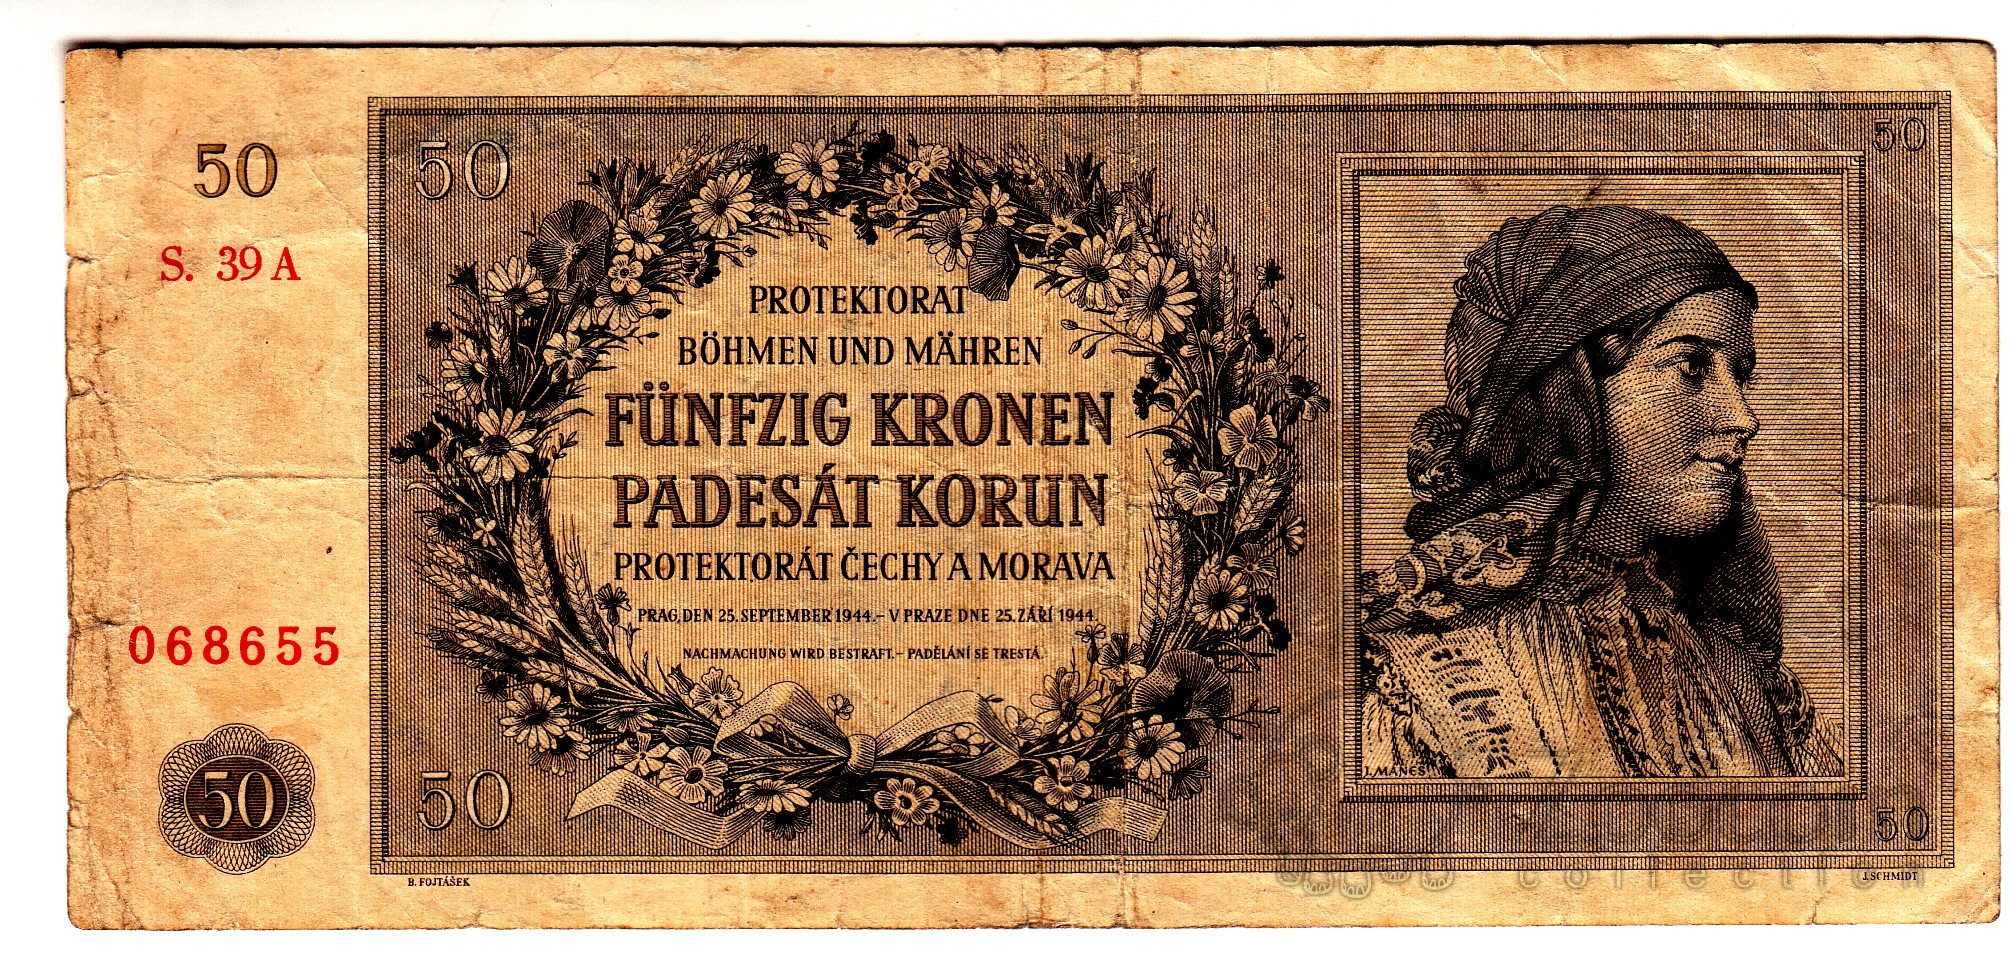 50
S. 39 A
068655
50
50
50
PROTEKTORAT
BÖHMEN UND MÄHREN
FÜNFZIG KRONEN
PADESÁT KORUN
PROTEKTORÁT ČECHY A MORAVA
PRAG, DEN 25. SEPTEMBER 1944. – V PRAZE DNE 25. ZÁŘÍ 1944.
NACHMACHUNG WIRD BESTRAFT. – PADĚLÁNÍ SE TRESTÁ.
50
50
J. MÁNES
50
B. FOJTÁŠEK
J. SCHMIDT
collection